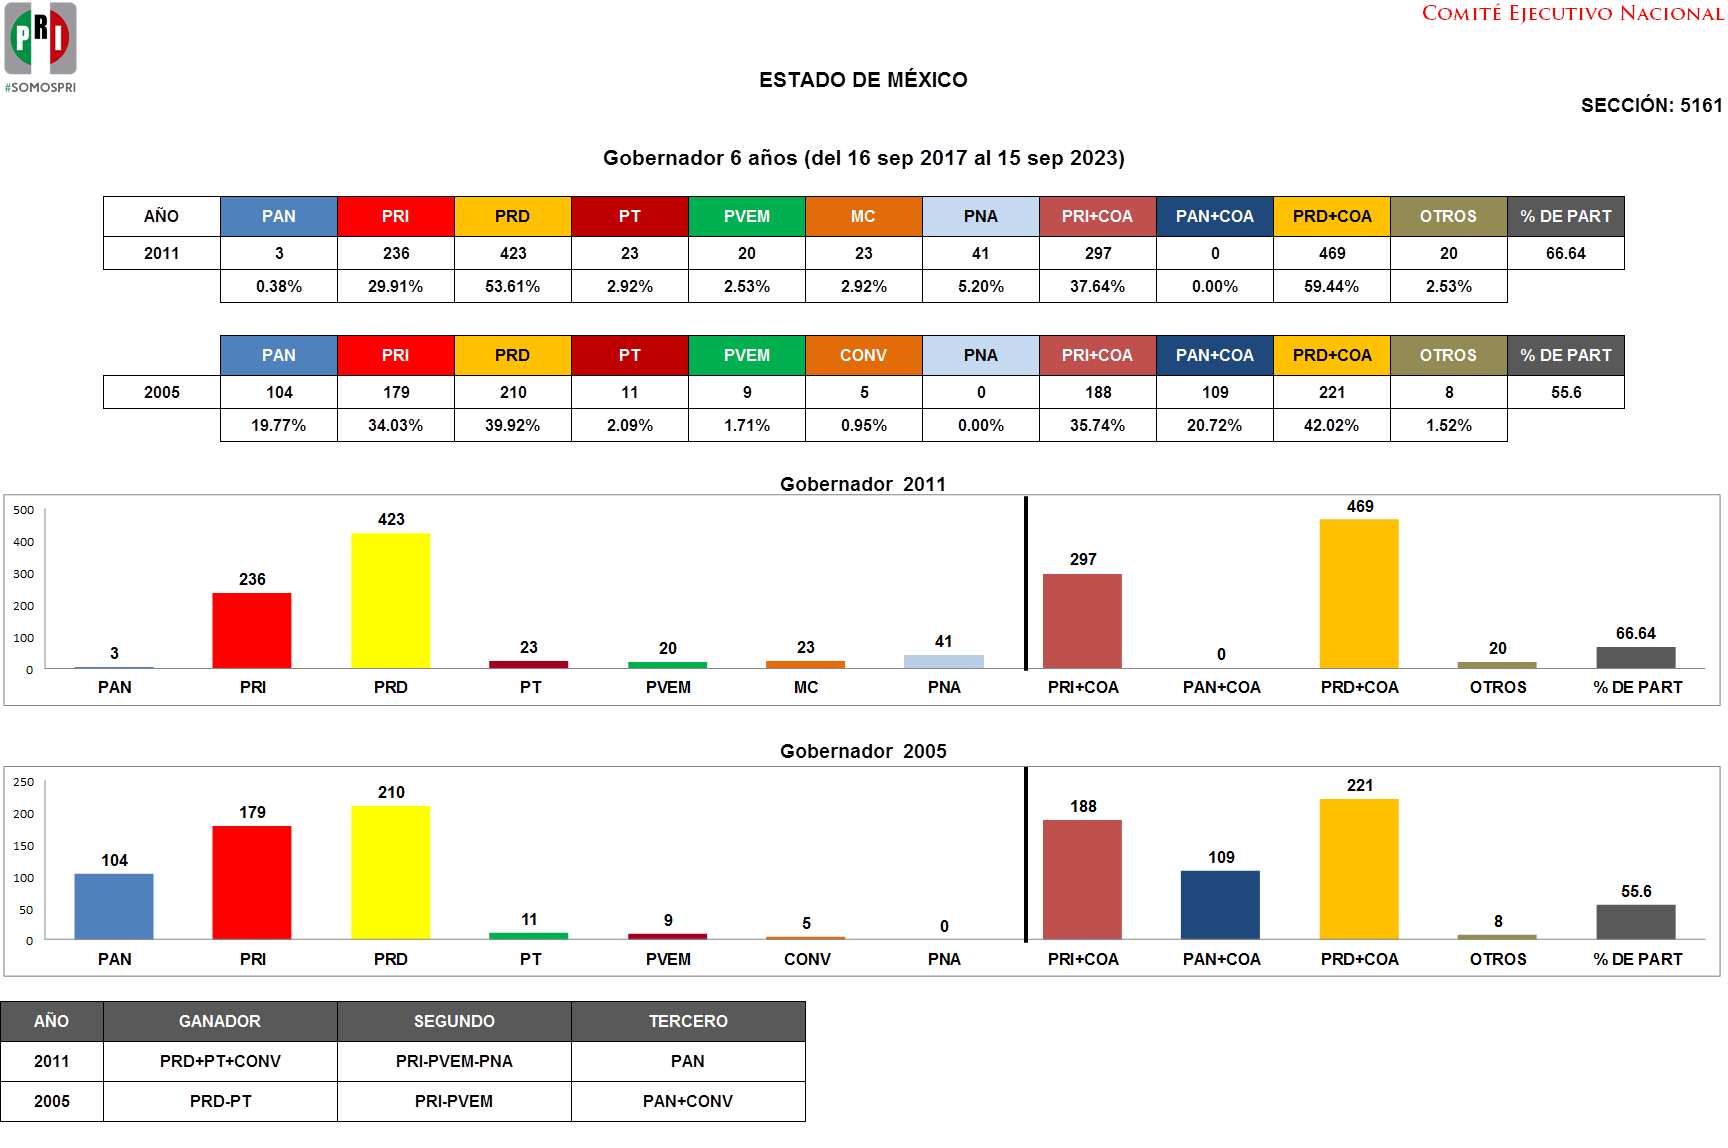 PRI
#SOMOSPRI
COMITÉ EJECUTIVO NACIONAL
ESTADO DE MÉXICO
SECCIÓN: 5161
Gobernador 6 años (del 16 sep 2017 al 15 sep 2023)
AÑO PAN PRI PRD PT PVEM MC PNA PRI+COA PAN+COA PRD+COA OTROS % DE PART
2011 3 236 423 23 20 23 41 297 0 469 20 66.64
0.38% 29.91% 53.61% 2.92% 2.53% 2.92% 5.20% 37.64% 0.00% 59.44% 2.53%
PAN PRI PRD PT PVEM CONV PNA PRI+COA PAN+COA PRD+COA OTROS % DE PART
2005 104 179 210 11 9 5 0 188 109 221 8 55.6
19.77% 34.03% 39.92% 2.09% 1.71% 0.95% 0.00% 35.74% 20.72% 42.02% 1.52%
Gobernador 2011
500
400
300
200
100
0
3 236 423 23 20 23 41 297 0 469 20 66.64
PAN PRI PRD PT PVEM MC PNA PRI+COA PAN+COA PRD+COA OTROS % DE PART
Gobernador 2005
250
200
150
100
50
0
104 179 210 11 9 5 0 188 109 221 8 55.6
PAN PRI PRD PT PVEM CONV PNA PRI+COA PAN+COA PRD+COA OTROS % DE PART
AÑO GANADOR SEGUNDO TERCERO
2011 PRD+PT+CONV PRI-PVEM-PNA PAN
2005 PRD-PT PRI-PVEM PAN+CONV